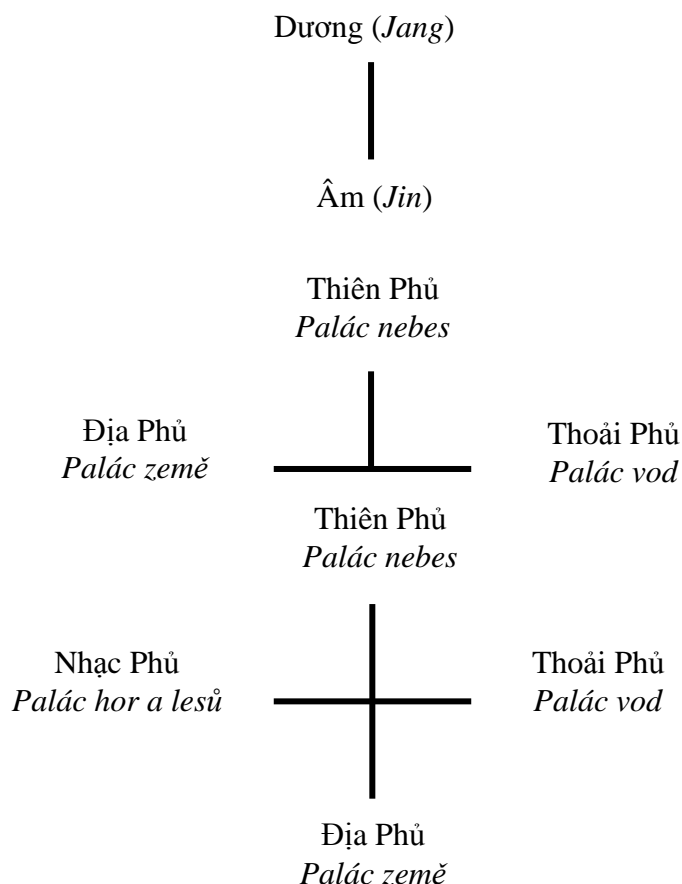 Dương (Jang)
Âm (Jin)
Thiên Phủ
Palác nebes
Địa Phủ
Palác země
Thoải Phủ
Palác vod
Thiên Phủ
Palác nebes
Nhạc Phủ
Palác hor a lesů
Thoải Phủ
Palác vod
Địa Phủ
Palác země